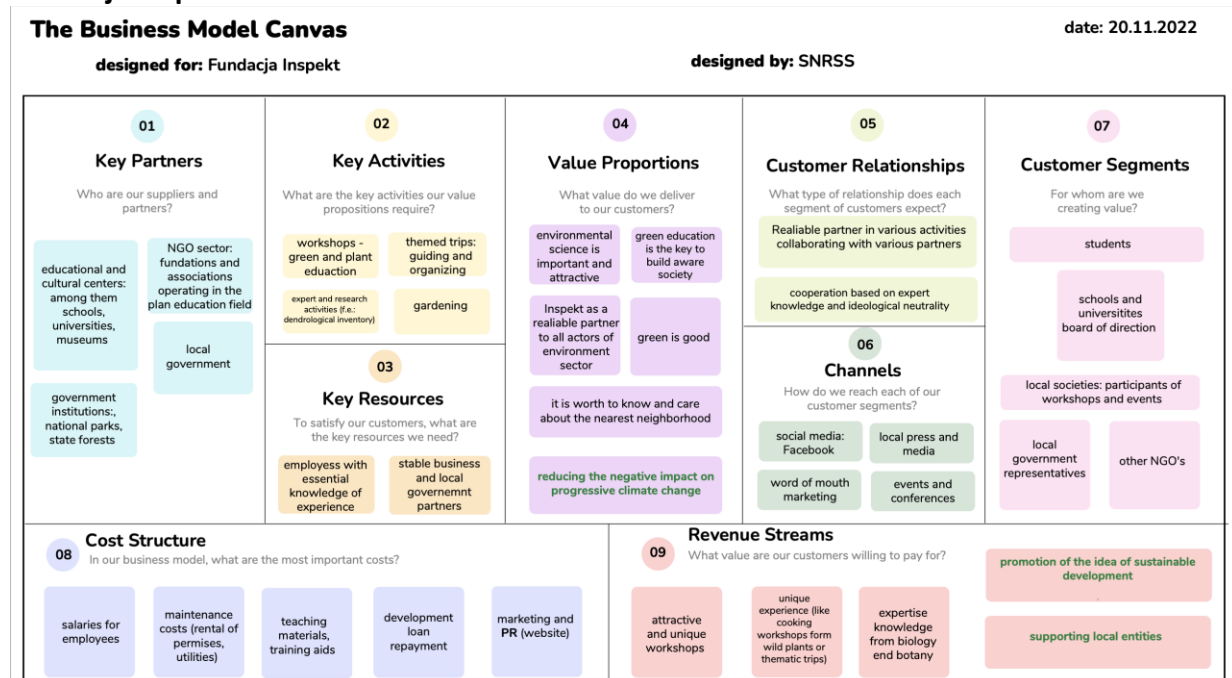 The Business Model Canvas
date: 20.11.2022
designed for: Fundacja Inspekt
designed by: SNRSS
01
Key Partners
Who are our suppliers and
partners?
educational and
cultural centers:
among them
schools,
universities,
museums
NGO sector:
fundations and
associations
operating in the
plan education field
local
government
government
institutions:,
national parks,
state forests
02
Key Activities
What are the key activities our value
propositions require?
workshops -
green and plant
eduaction
themed trips:
guiding and
organizing
expert and research
activities (f.e.:
dendrological inventory)
gardening
03
Key Resources
To satisfy our customers, what are
the key resources we need?
employess with
essential
knowledge of
experience
stable business
and local
governemnt
partners
04
Value Proportions
What value do we deliver
to our customers?
environmental
science is
important and
attractive
green education
is the key to
build aware
society
Inspekt as a
realiable partner
to all actors of
environment
sector
green is good
it is worth to know and care
about the nearest neighborhood
reducing the negative impact on
progressive climate change
05
Customer Relationships
What type of relationship does each
segment of customers expect?
Realiable partner in various activities
collaborating with various partners
cooperation based on expert
knowledge and ideological neutrality
06
Channels
How do we reach each of our
customer segments?
social media:
Facebook
local press and
media
word of mouth
marketing
events and
conferences
07
Customer Segments
For whom are we
creating value?
students
schools and
universitites
board of direction
local societies: participants of
workshops and events
local
government
representatives
other NGO's
08
Cost Structure
In our business model, what are the most important costs?
salaries for
employees
maintenance
costs (rental of
permises,
utilities)
teaching
materials,
training aids
development
loan
repayment
marketing and
PR (website)
09
Revenue Streams
What value are our customers willing to pay for?
attractive
and unique
workshops
unique
experience (like
cooking
workshops form
wild plants or
thematic trips)
expertise
knowledge
from biology
end botany
promotion of the idea of sustainable
development
.
supporting local entities